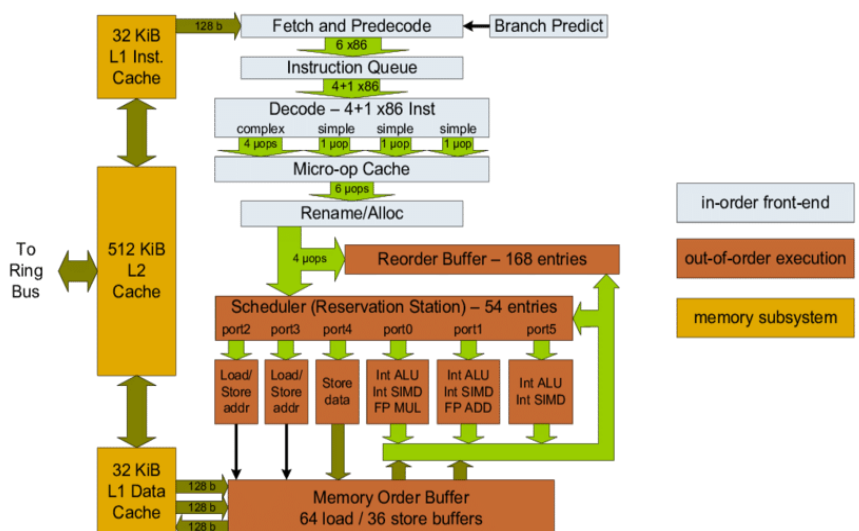 32 KiB
L1 Inst.
Cache
128 b
Fetch and Predecode
Branch Predict
6 x86
Instruction Queue
4+1 x86
Decode – 4+1 x86 Inst
complex simple simple simple
4 µops 1 µop 1 µop 1 µop
Micro-op Cache
6 µops
Rename/Alloc
in-order front-end
To
Ring
Bus
512 KiB
L2
Cache
4 µops
Reorder Buffer – 168 entries
out-of-order execution
Scheduler (Reservation Station) – 54 entries
port2 port3 port4 port0 port1 port5
memory subsystem
Load/
Store
addr
Load/
Store
addr
Store
data
Int ALU
Int SIMD
FP MUL
Int ALU
Int SIMD
FP ADD
Int ALU
Int SIMD
32 KiB
L1 Data
Cache
128 b
128 b
128 b
Memory Order Buffer
64 load / 36 store buffers